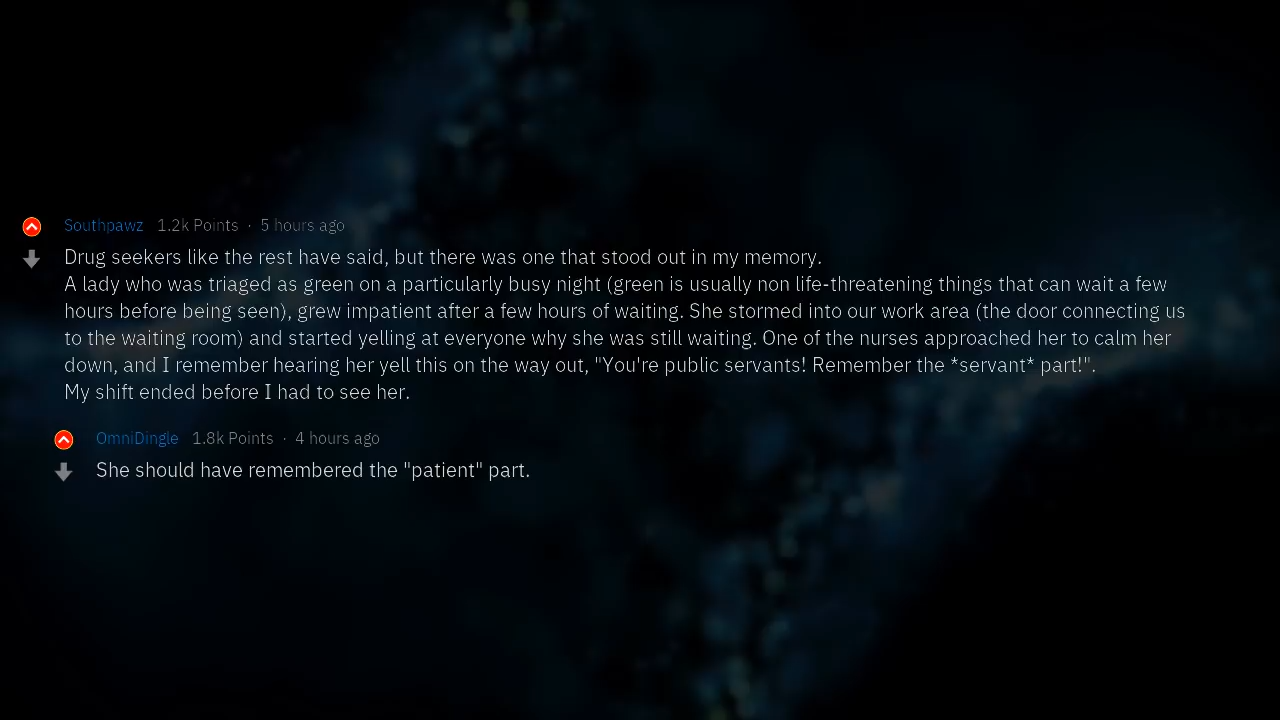 Southpawz 1.2k Points · 5 hours ago
Drug seekers like the rest have said, but there was one that stood out in my memory.
A lady who was triaged as green on a particularly busy night (green is usually non life-threatening things that can wait a few
hours before being seen), grew impatient after a few hours of waiting. She stormed into our work area (the door connecting us
to the waiting room) and started yelling at everyone why she was still waiting. One of the nurses approached her to calm her
down, and I remember hearing her yell this on the way out, "You're public servants! Remember the *servant* part!".
My shift ended before I had to see her.
OmniDingle 1.8k Points · 4 hours ago
She should have remembered the "patient" part.